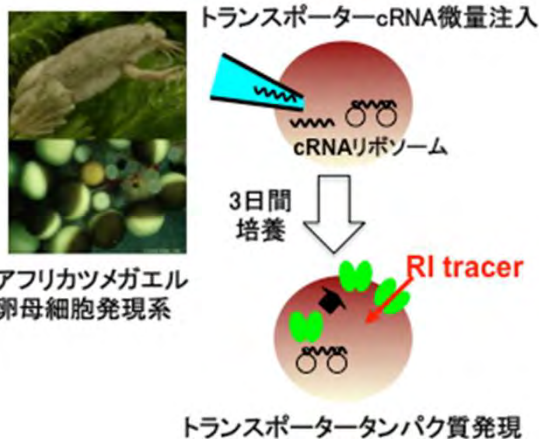 トランスポーターcRNA微量注入
cRNAリボソーム
3日間
培養
アフリカツメガエル
卵母細胞発現系
RI tracer
トランスポータータンパク質発現